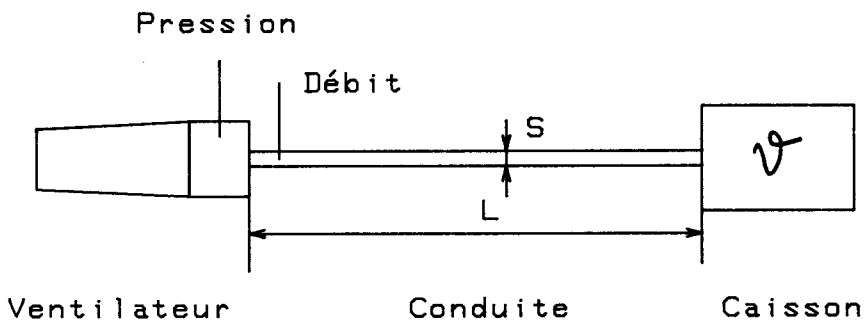 Pression
Débit
S
𝒱
L
Ventilateur Conduite Caisson